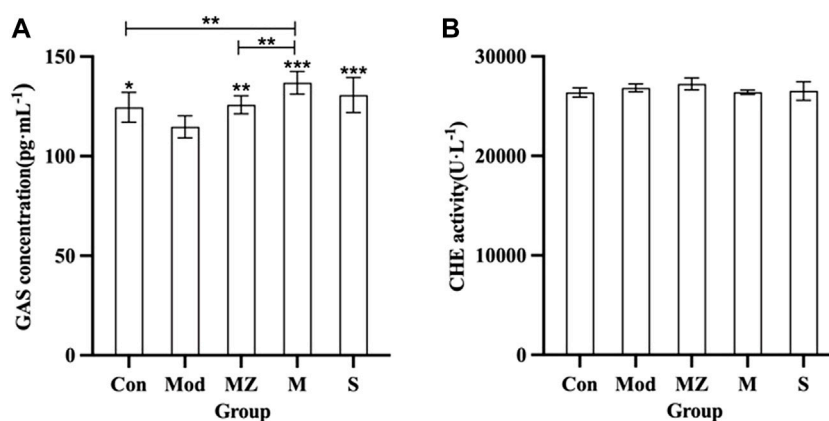 A
**
**
*
**
***
***
GAS concentration(pg·mL⁻¹)
150
100
50
0
Con Mod MZ M S
Group
B
CHE activity(U·L⁻¹)
30000
20000
10000
0
Con Mod MZ M S
Group